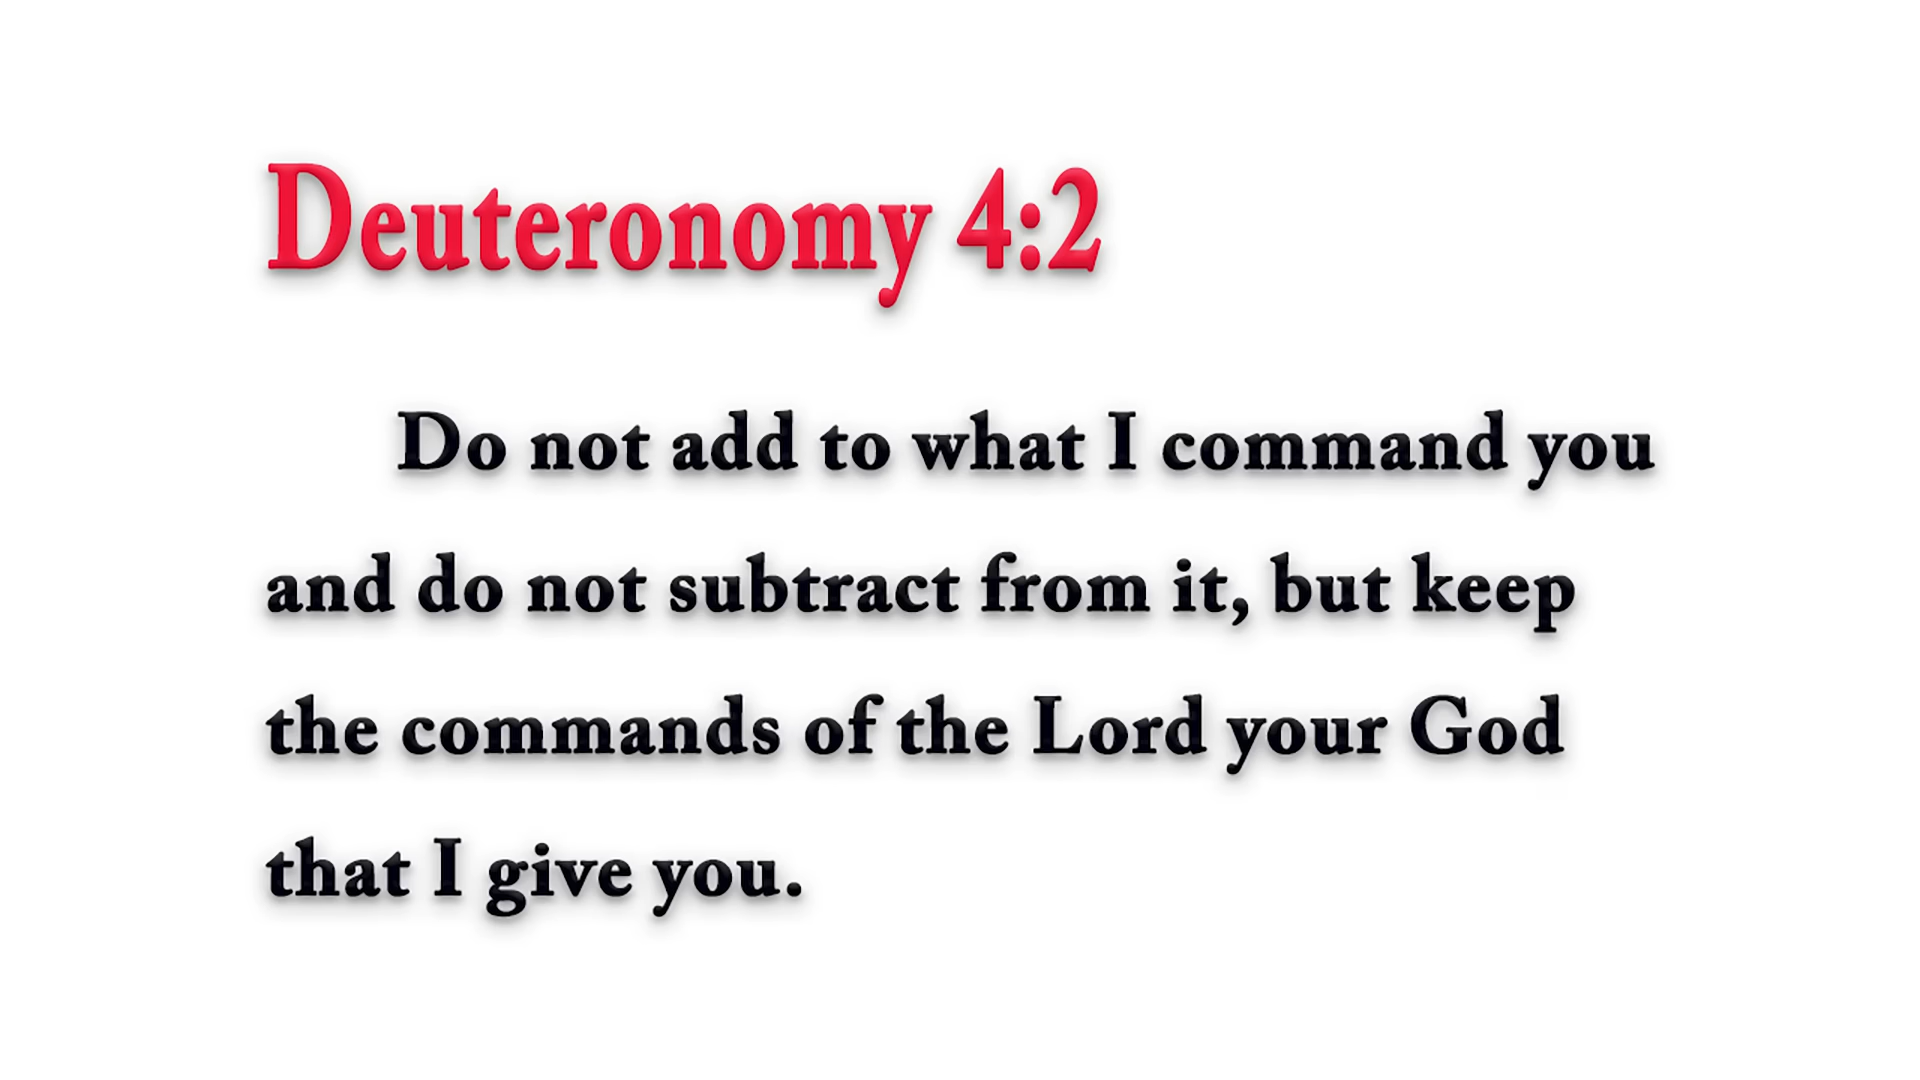 Deuteronomy 4:2
Do not add to what I command you
and do not subtract from it, but keep
the commands of the Lord your God
that I give you.